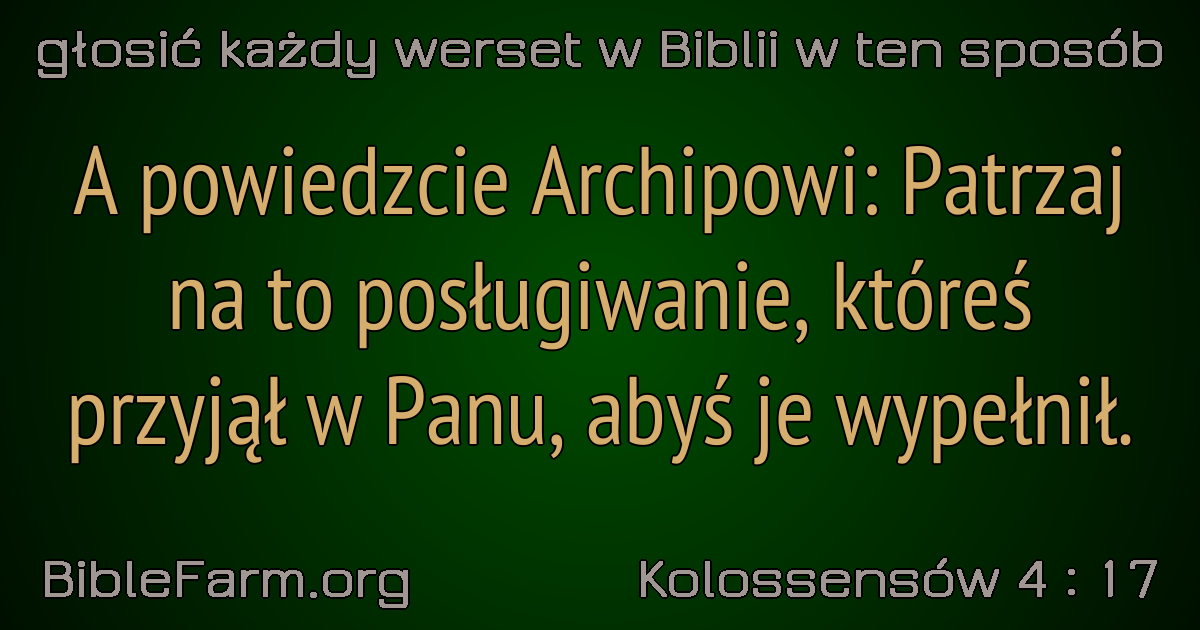 głosić każdy werset w Biblii w ten sposób
A powiedzcie Archipowi: Patrzaj
na to posługiwanie, któreś
przyjął w Panu, abyś je wypełnił.
BibleFarm.org
Kolossensów 4 : 17